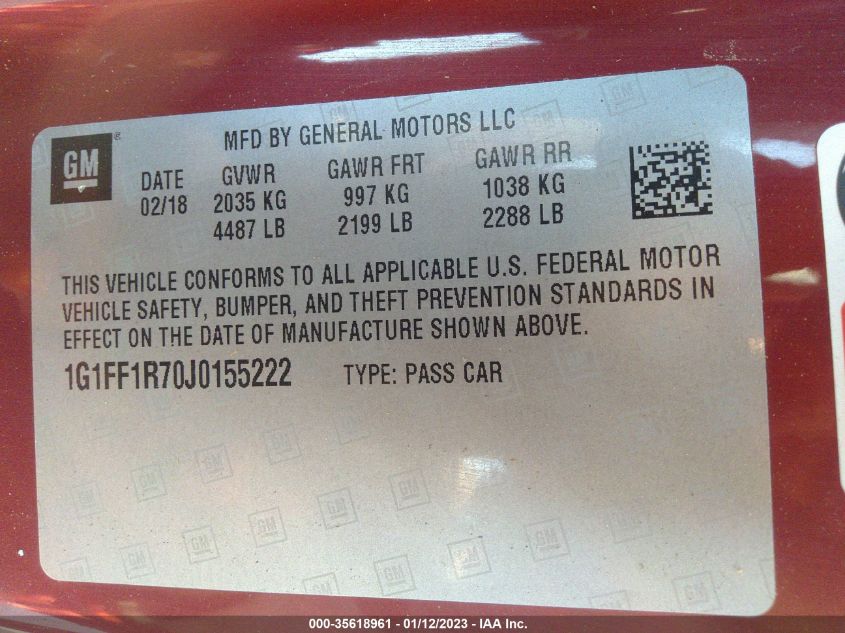 GM
MFD BY GENERAL MOTORS LLC
DATE GVWR GAWR FRT GAWR RR
02/18 2035 KG 997 KG 1038 KG
4487 LB 2199 LB 2288 LB
THIS VEHICLE CONFORMS TO ALL APPLICABLE U.S. FEDERAL MOTOR
VEHICLE SAFETY, BUMPER, AND THEFT PREVENTION STANDARDS IN
EFFECT ON THE DATE OF MANUFACTURE SHOWN ABOVE.
1G1FF1R70J0155222 TYPE: PASS CAR
000-35618961 - 01/12/2023 - IAA Inc.